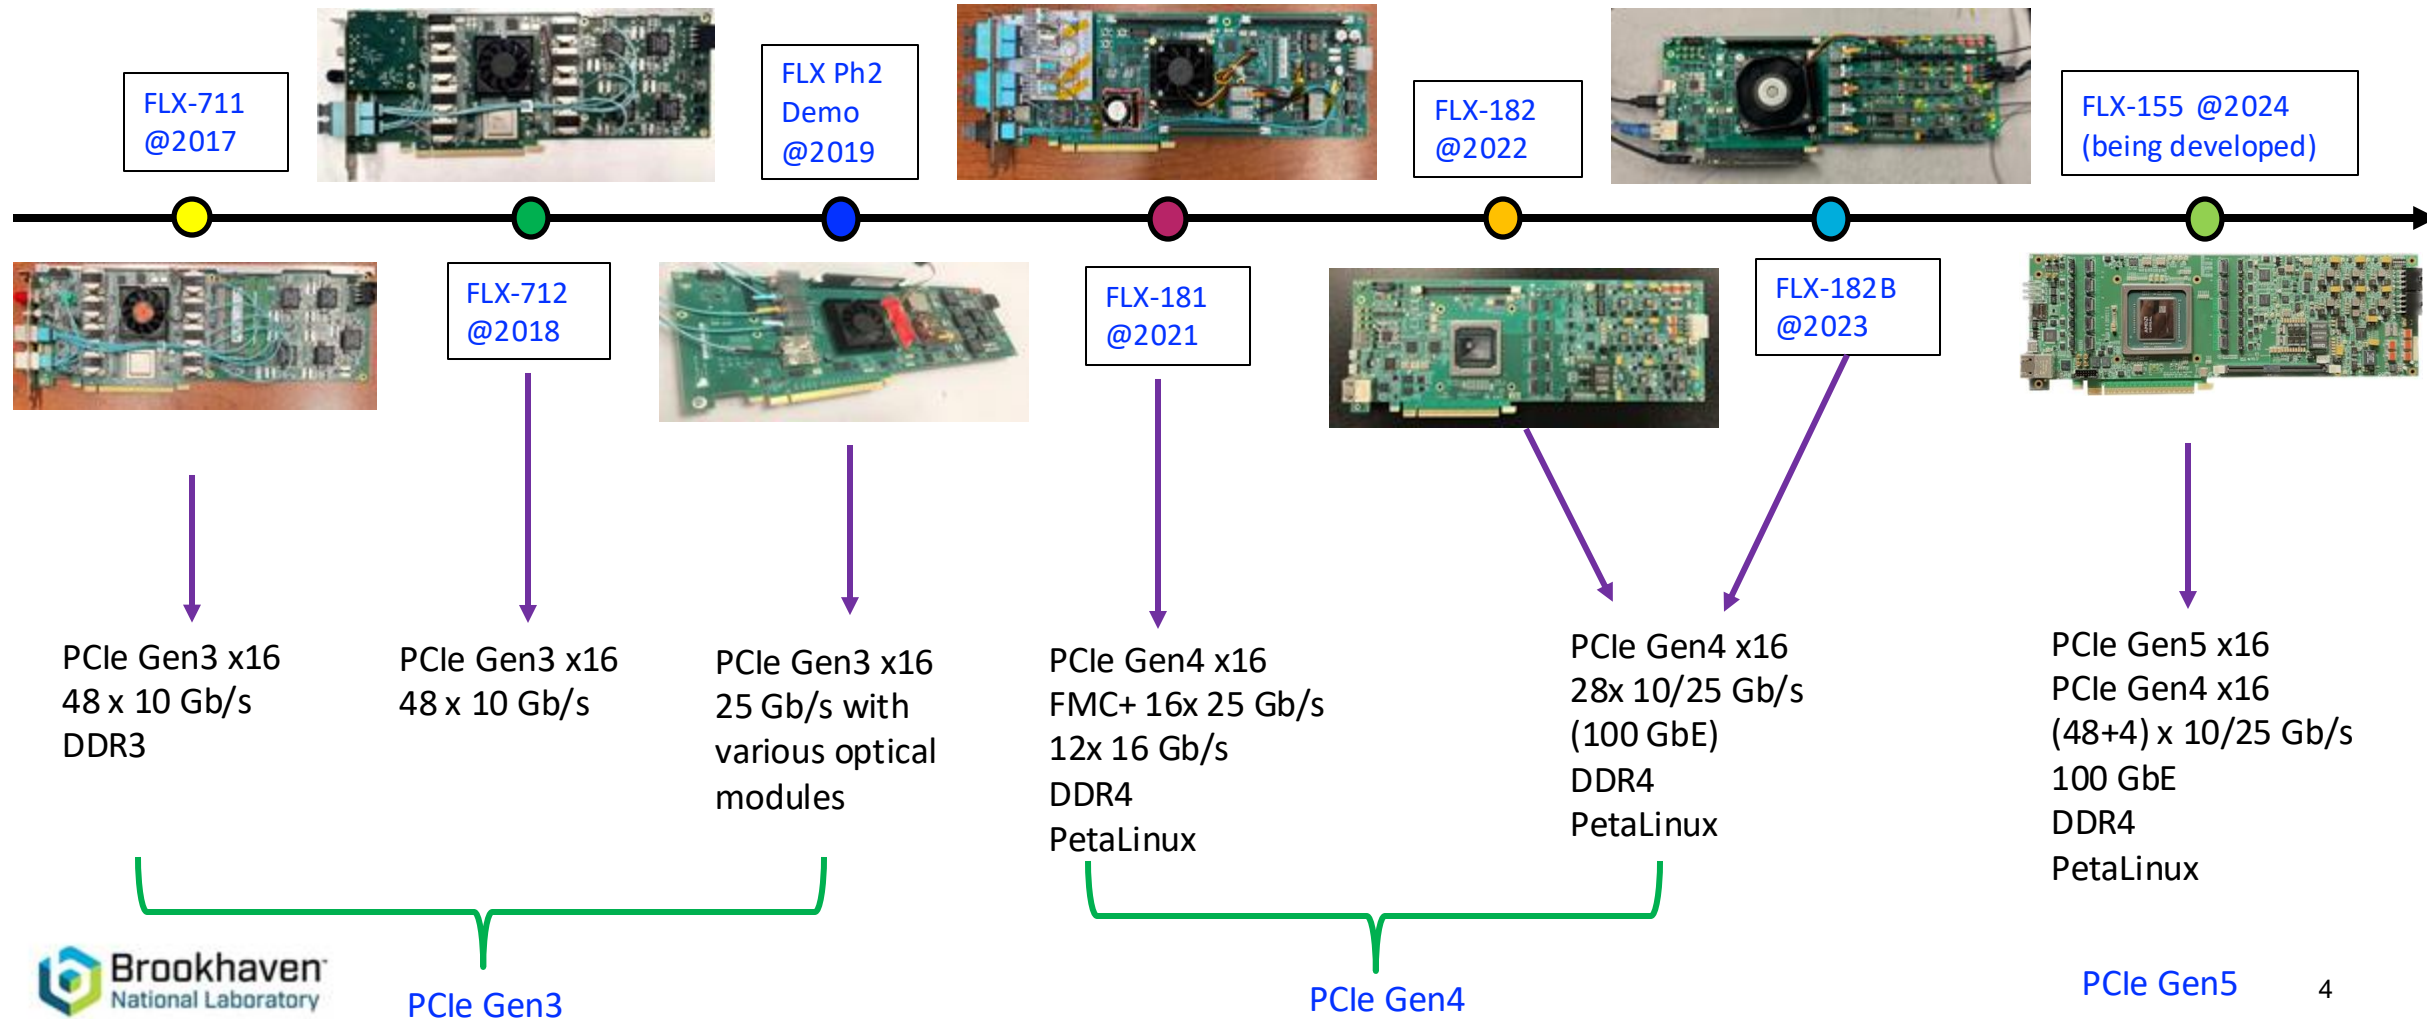 FLX-711
@2017
FLX Ph2
Demo
@2019
FLX-182
@2022
FLX-155 @2024
(being developed)
FLX-712
@2018
FLX-181
@2021
FLX-182B
@2023
PCIe Gen3 x16
48 x 10 Gb/s
DDR3
PCIe Gen3 x16
48 x 10 Gb/s
PCIe Gen3 x16
25 Gb/s with
various optical
modules
PCIe Gen4 x16
FMC+ 16x 25 Gb/s
12x 16 Gb/s
DDR4
PetaLinux
PCIe Gen4 x16
28x 10/25 Gb/s
(100 GbE)
DDR4
PetaLinux
PCIe Gen5 x16
PCIe Gen4 x16
(48+4) x 10/25 Gb/s
100 GbE
DDR4
PetaLinux
Brookhaven
National Laboratory
PCIe Gen3
PCIe Gen4
PCIe Gen5
4